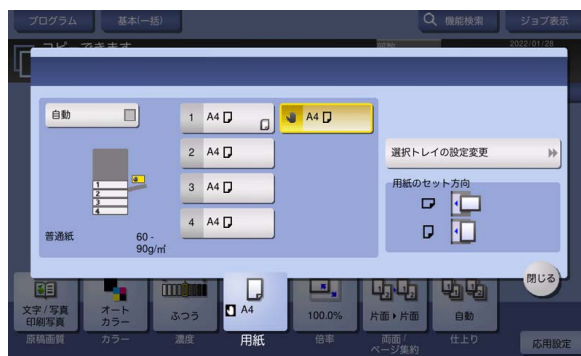 プログラム
基本(一括)
機能検索
ジョブ表示
コピーできます
2022/01/28
自動
1 A4
A4
2 A4
選択トレイの設定変更
3 A4
用紙のセット方向
4 A4
1
2
3
4
普通紙
60 -
90g/㎡
閉じる
文字/写真
印刷写真
オート
カラー
ふつう
A4
100.0%
片面 片面
自動
原稿画質
カラー
濃度
用紙
倍率
両面/
ページ集約
仕上り
応用設定